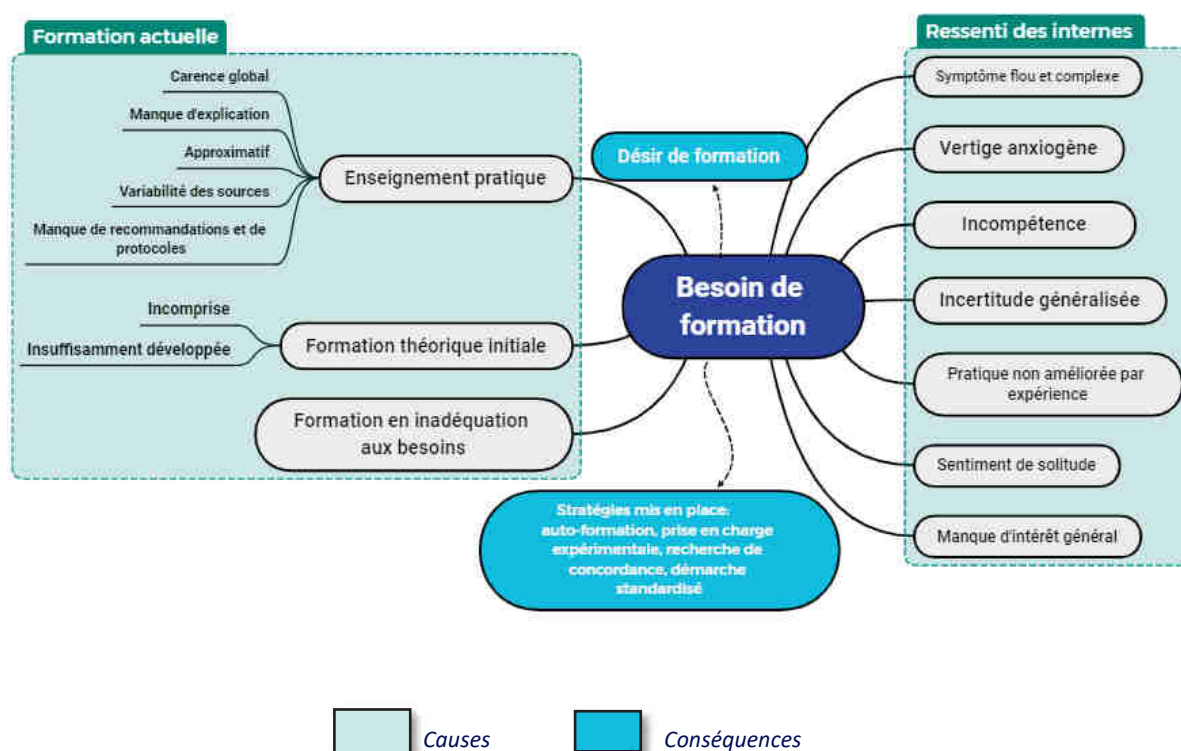 Formation actuelle
Carence global
Manque d'explication
Approximatif
Variabilité des sources
Manque de recommandations et de
protocoles
Enseignement pratique
Incomprise
Insuffisamment développée
Formation théorique initiale
Formation en inadéquation
aux besoins
Désir de formation
Besoin de
formation
Stratégies mis en place:
auto-formation, prise en charge
expérimentale, recherche de
concordance, démarche
standardisé
Ressenti des internes
Symptôme flou et complexe
Vertige anxiogène
Incompétence
Incertitude généralisée
Pratique non améliorée par
expérience
Sentiment de solitude
Manque d'intérêt général
Causes
Conséquences